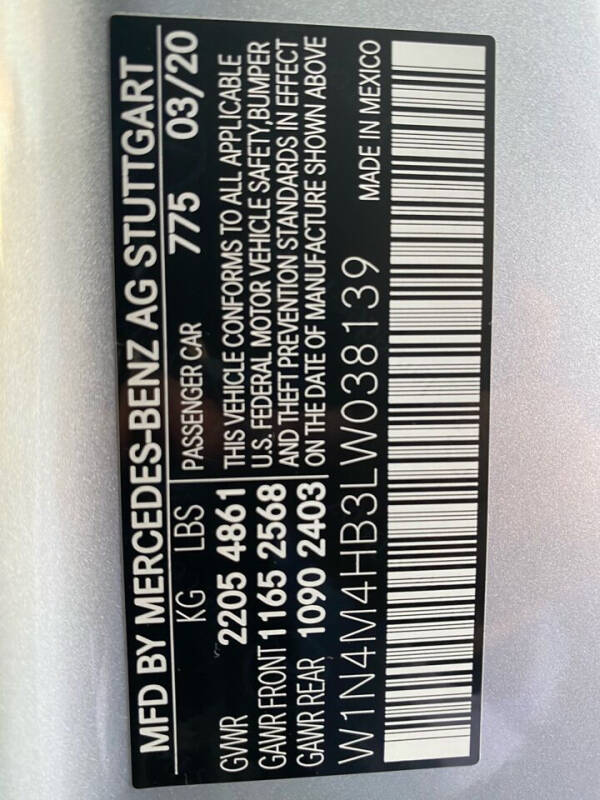 MFD BY MERCEDES-BENZ AG STUTTGART
KG LBS PASSENGER CAR 775 03/20
GVWR 2205 4861 THIS VEHICLE CONFORMS TO ALL APPLICABLE
GAWR FRONT 1165 2568 U.S. FEDERAL MOTOR VEHICLE SAFETY,BUMPER
GAWR REAR 1090 2403 AND THEFT PREVENTION STANDARDS IN EFFECT
ON THE DATE OF MANUFACTURE SHOWN ABOVE
W1N4M4HB3LW038139 MADE IN MEXICO